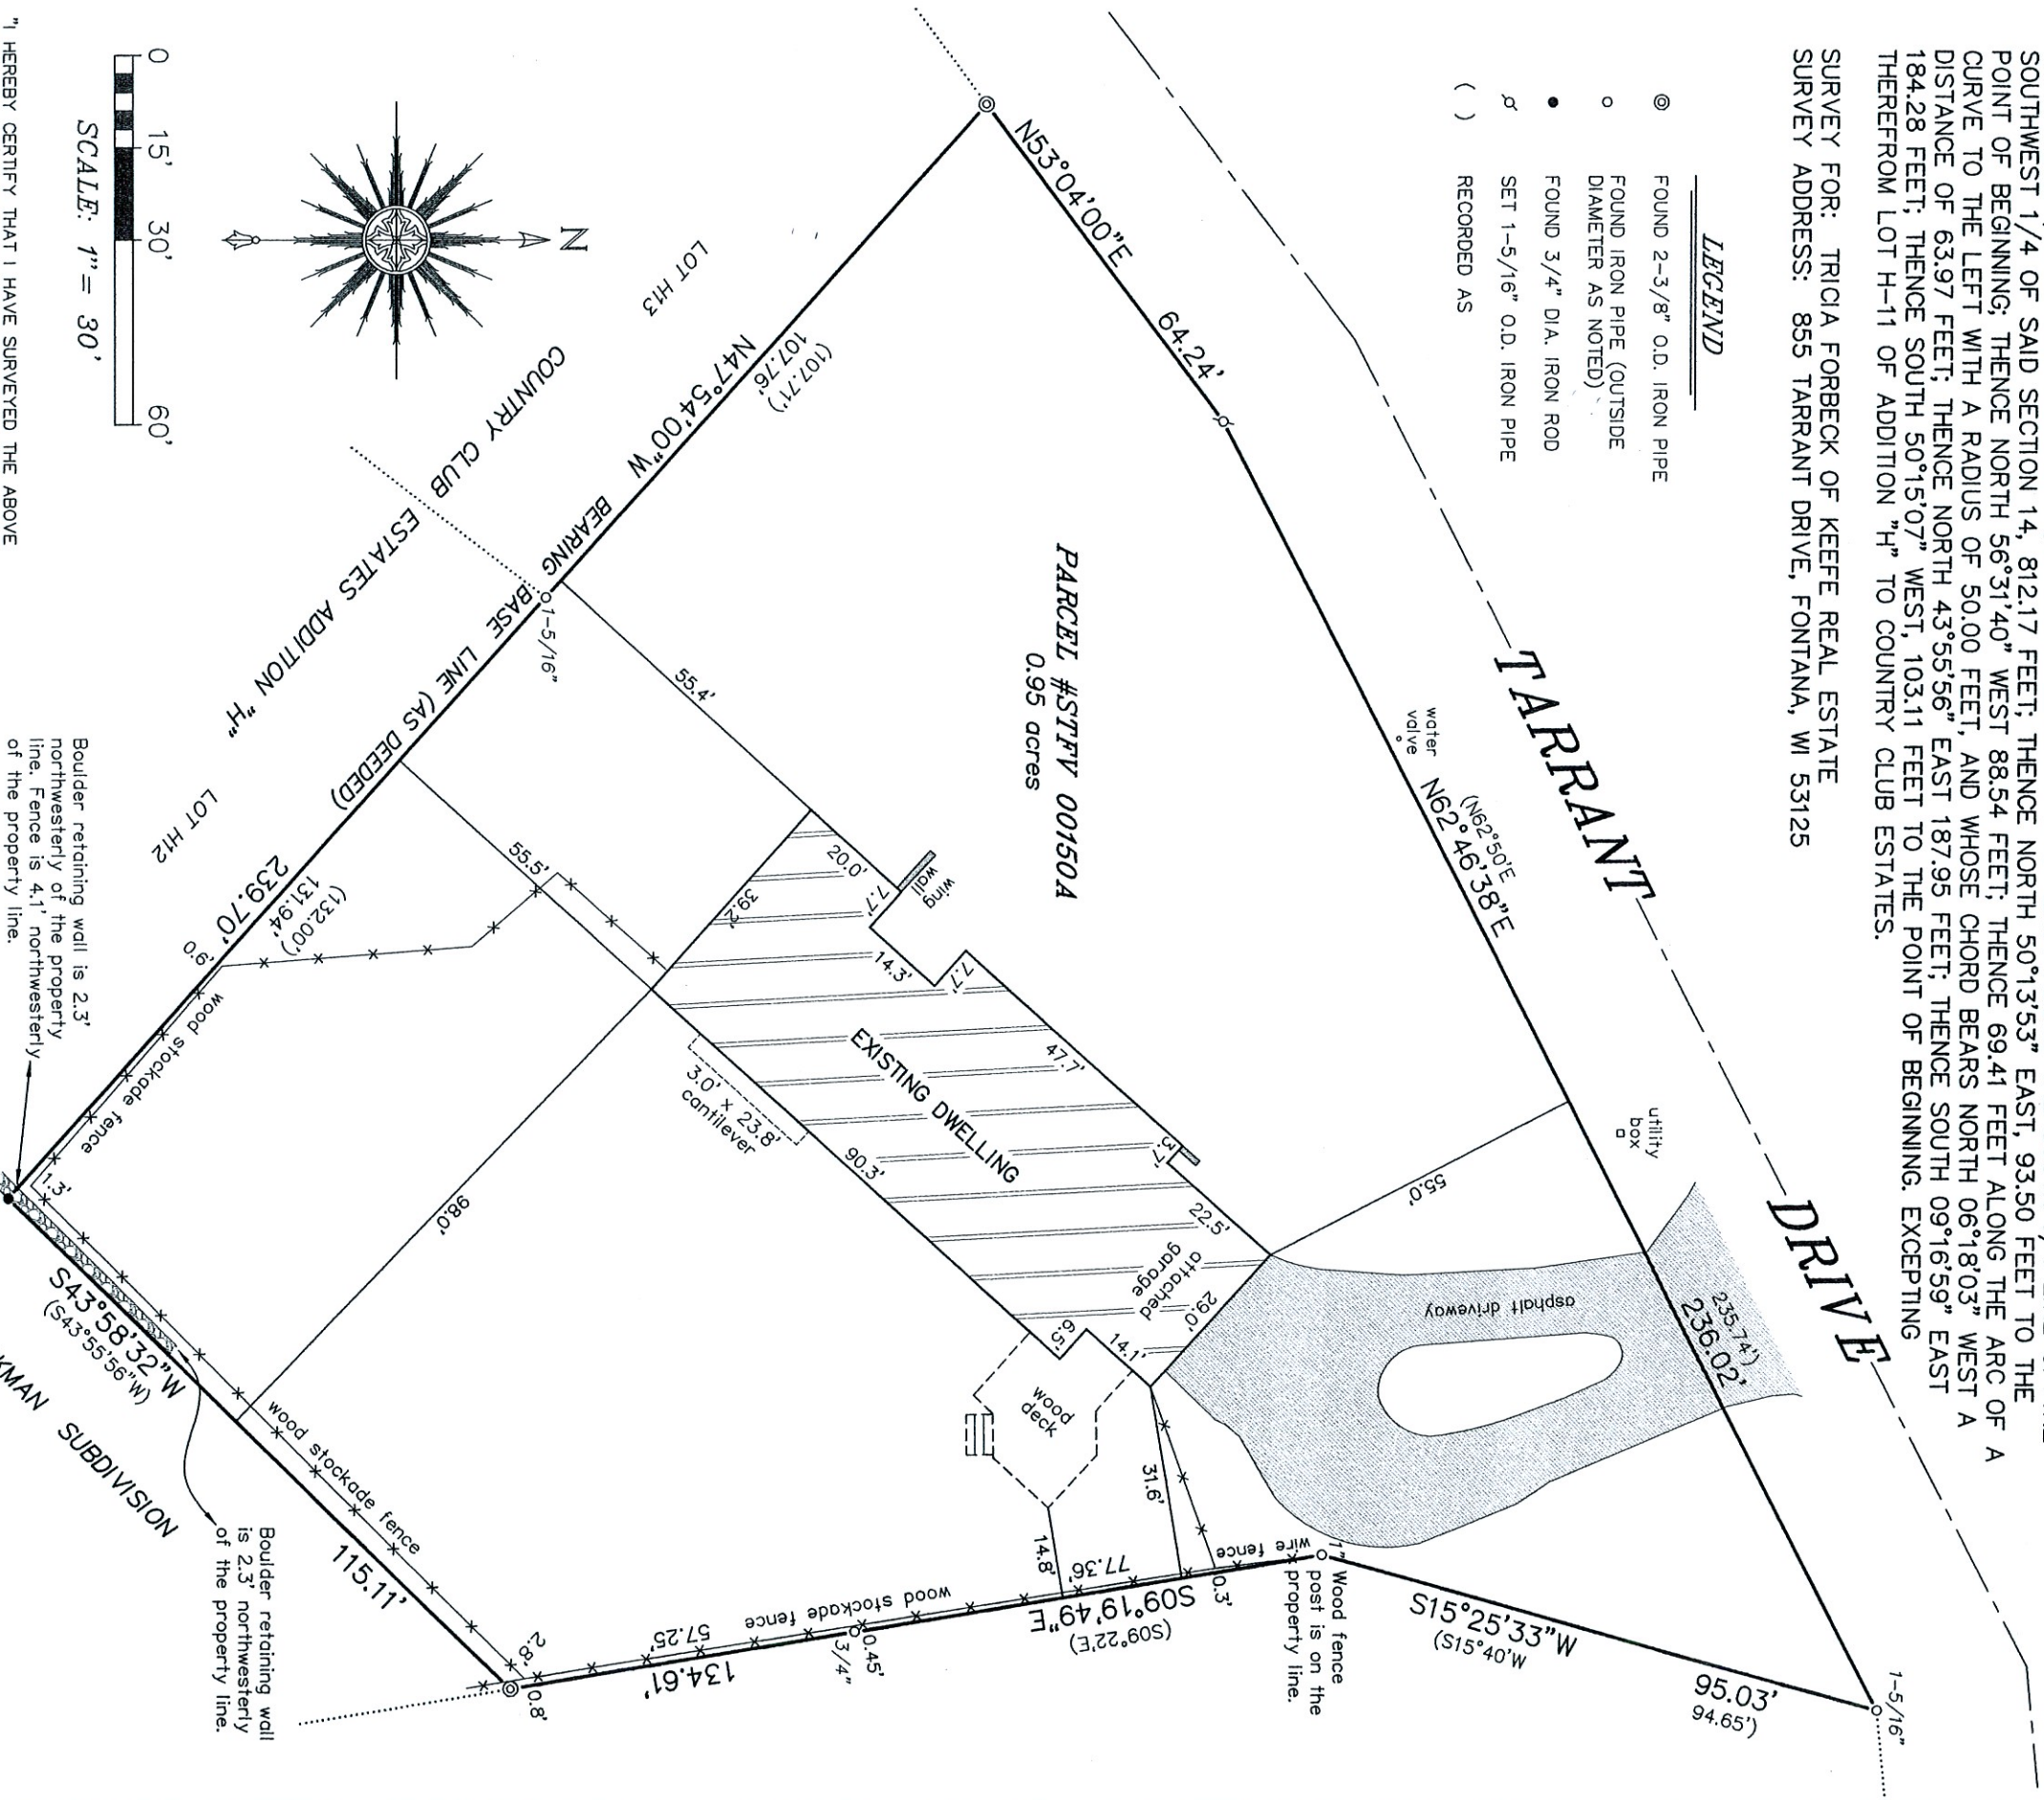 SOUTHWEST 1/4 OF SAID SECTION 14, 812.17 FEET; THENCE NORTH 50°13'53" EAST, 93.50 FEET TO THE
POINT OF BEGINNING; THENCE NORTH 56°31'40" WEST 88.54 FEET; THENCE 69.41 FEET ALONG THE ARC OF A
CURVE TO THE LEFT WITH A RADIUS OF 50.00 FEET, AND WHOSE CHORD BEARS NORTH 06°18'03" WEST A
DISTANCE OF 63.97 FEET; THENCE NORTH 43°55'56" EAST 187.95 FEET; THENCE SOUTH 09°16'59" EAST
184.28 FEET; THENCE SOUTH 50°15'07" WEST, 103.11 FEET TO THE POINT OF BEGINNING. EXCEPTING
THEREFROM LOT H-11 OF ADDITION "H" TO COUNTRY CLUB ESTATES.
SURVEY FOR: TRICIA FORBECK OF KEEFE REAL ESTATE
SURVEY ADDRESS: 855 TARRANT DRIVE, FONTANA, WI 53125
LEGEND
FOUND 2-3/8" O.D. IRON PIPE
FOUND IRON PIPE (OUTSIDE
DIAMETER AS NOTED)
FOUND 3/4" DIA. IRON ROD
SET 1-5/16" O.D. IRON PIPE
( ) RECORDED AS
TARRANT DRIVE
N53°04'00"E
64.24'
water
valve
(N62°50'E
N62°46'38"E
utility
box
235.74')
236.02'
1-5/16"
PARCEL #STFV 00150A
0.95 acres
55.0'
asphalt driveway
S15°25'33"W
(S15°40'W
95.03'
94.65')
1"
Wood fence
post is on the
property line.
wire fence
0.3'
55.4'
wing
wall
20.0'
7.7'
39.2'
14.3'
7.7'
47.7'
EXISTING DWELLING
3.7'
22.5'
attached
garage
29.0'
14.1'
6.5'
90.3'
3.0' x 23.8'
cantilever
wood
deck
31.6'
14.8'
77.36'
S09°19'49"E
(S09°22'E)
wood stockade fence
0.45'
3/4"
57.25'
134.61'
0.8'
2.8'
N
LOT H13
(107.71')
107.76'
N47°54'00"W
BEARING BASE LINE (AS DEEDED)
1-5/16"
COUNTRY CLUB
ESTATES ADDITION "H"
LOT H12
239.70'
131.94'
(132.00')
55.5'
0.6'
wood stockade fence
1.3'
98.0'
Boulder retaining wall is 2.3'
northwesterly of the property
line. Fence is 4.1' northwesterly
of the property line.
S43°58'32"W
(S43°55'56"W)
wood stockade fence
115.11'
SUBDIVISION
Boulder retaining wall
is 2.3' northwesterly
of the property line.
0 15' 30' 60'
SCALE: 1"= 30'
"I HEREBY CERTIFY THAT I HAVE SURVEYED THE ABOVE